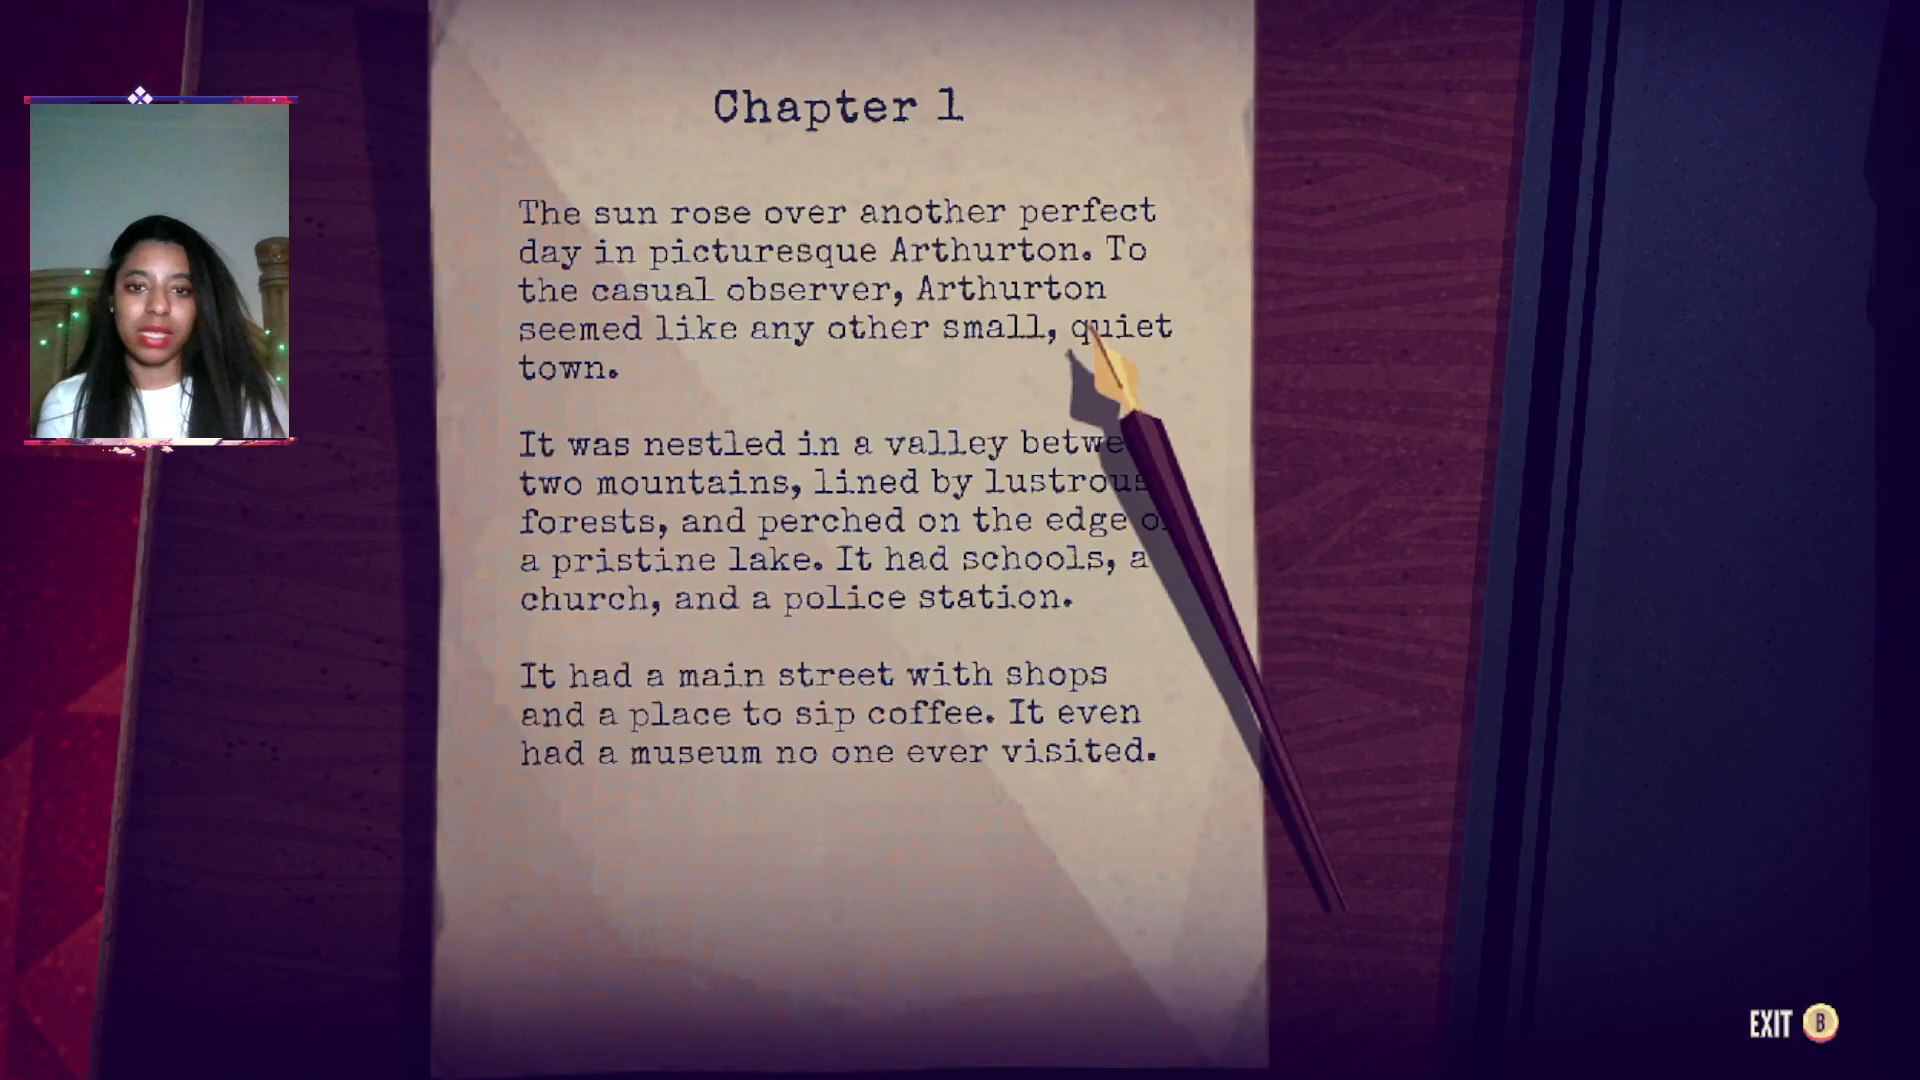 Chapter 1
The sun rose over another perfect
day in picturesque Arthurton. To
the casual observer, Arthurton
seemed like any other small, quiet
town.
It was nestled in a valley
two mountains, lined by lustrous
forests, and perched on the edge
a pristine lake. It had schools, a
church, and a police station.
It had a main street with shops
and a place to sip coffee. It even
had a museum no one ever visited.
EXIT B